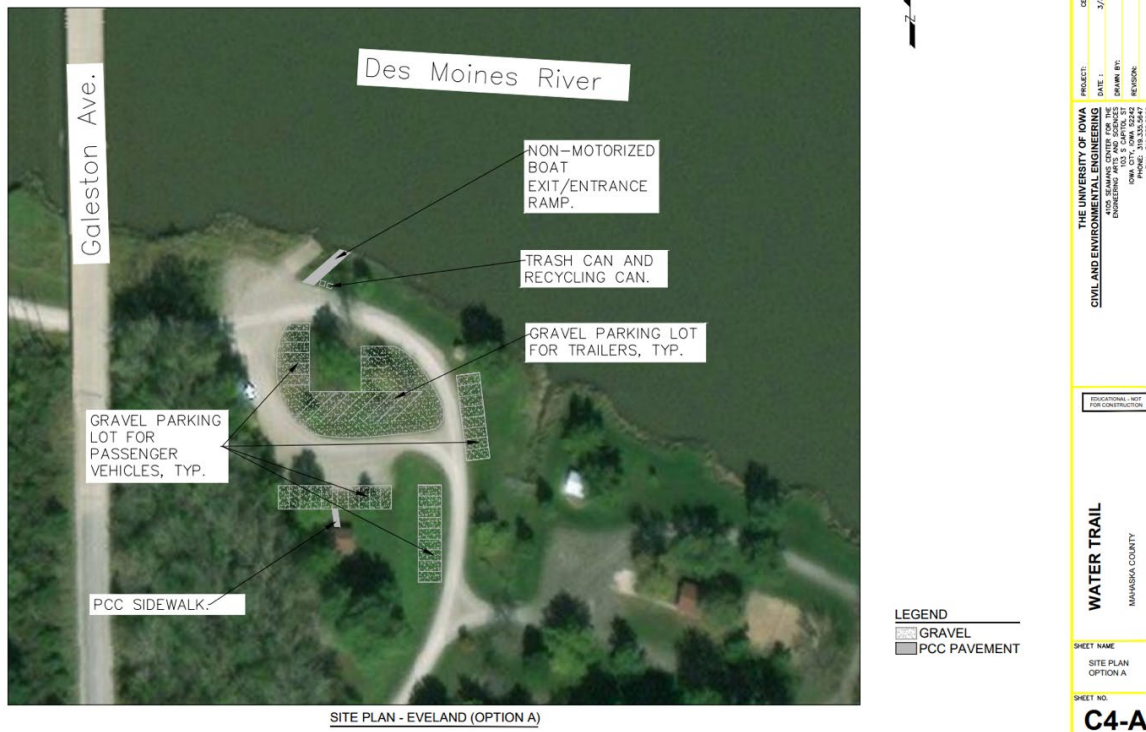 Galeston Ave.
Des Moines River
NON-MOTORIZED
BOAT
EXIT/ENTRANCE
RAMP.
TRASH CAN AND
RECYCLING CAN.
GRAVEL PARKING LOT
FOR TRAILERS, TYP.
GRAVEL PARKING
LOT FOR
PASSENGER
VEHICLES, TYP.
PCC SIDEWALK.
SITE PLAN - EVELAND (OPTION A)
LEGEND
GRAVEL
PCC PAVEMENT
Z
PROJECT:
DATE :
DRAWN BY:
REVISION:
THE UNIVERSITY OF IOWA
CIVIL AND ENVIRONMENTAL ENGINEERING
4105 SEAMANS CENTER FOR THE
ENGINEERING ARTS AND SCIENCES
103 S CAPITOL ST
IOWA CITY, IOWA 52242
PHONE: 319.335.5647
EDUCATIONAL - NOT
FOR CONSTRUCTION
WATER TRAIL
MAHASKA COUNTY
SHEET NAME
SITE PLAN
OPTION A
SHEET NO.
C4-A